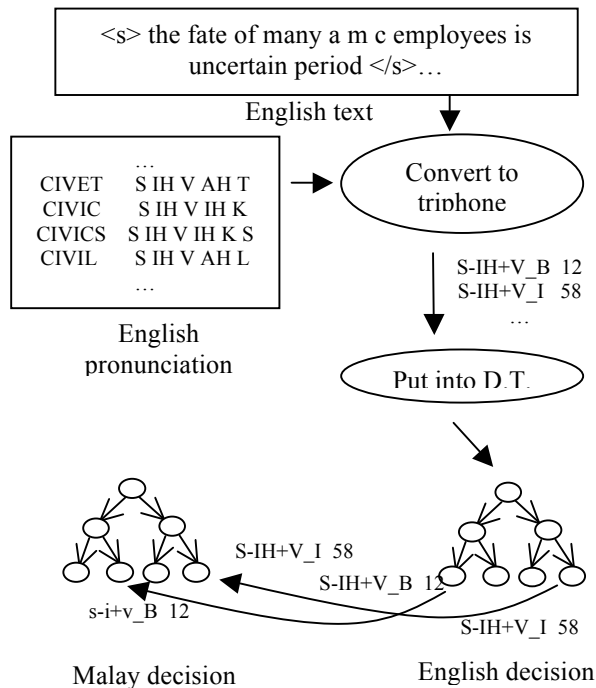 <s> the fate of many a m c employees is
uncertain period </s>…
English text
…
CIVET S IH V AH T
CIVIC S IH V IH K
CIVICS S IH V IH K S
CIVIL S IH V AH L
…
English
pronunciation
Convert to
triphone
S-IH+V_B 12
S-IH+V_I 58
…
Put into D.T.
S-IH+V_I 58
S-IH+V_B 12
s-i+v_B 12
S-IH+V_I 58
Malay decision
English decision